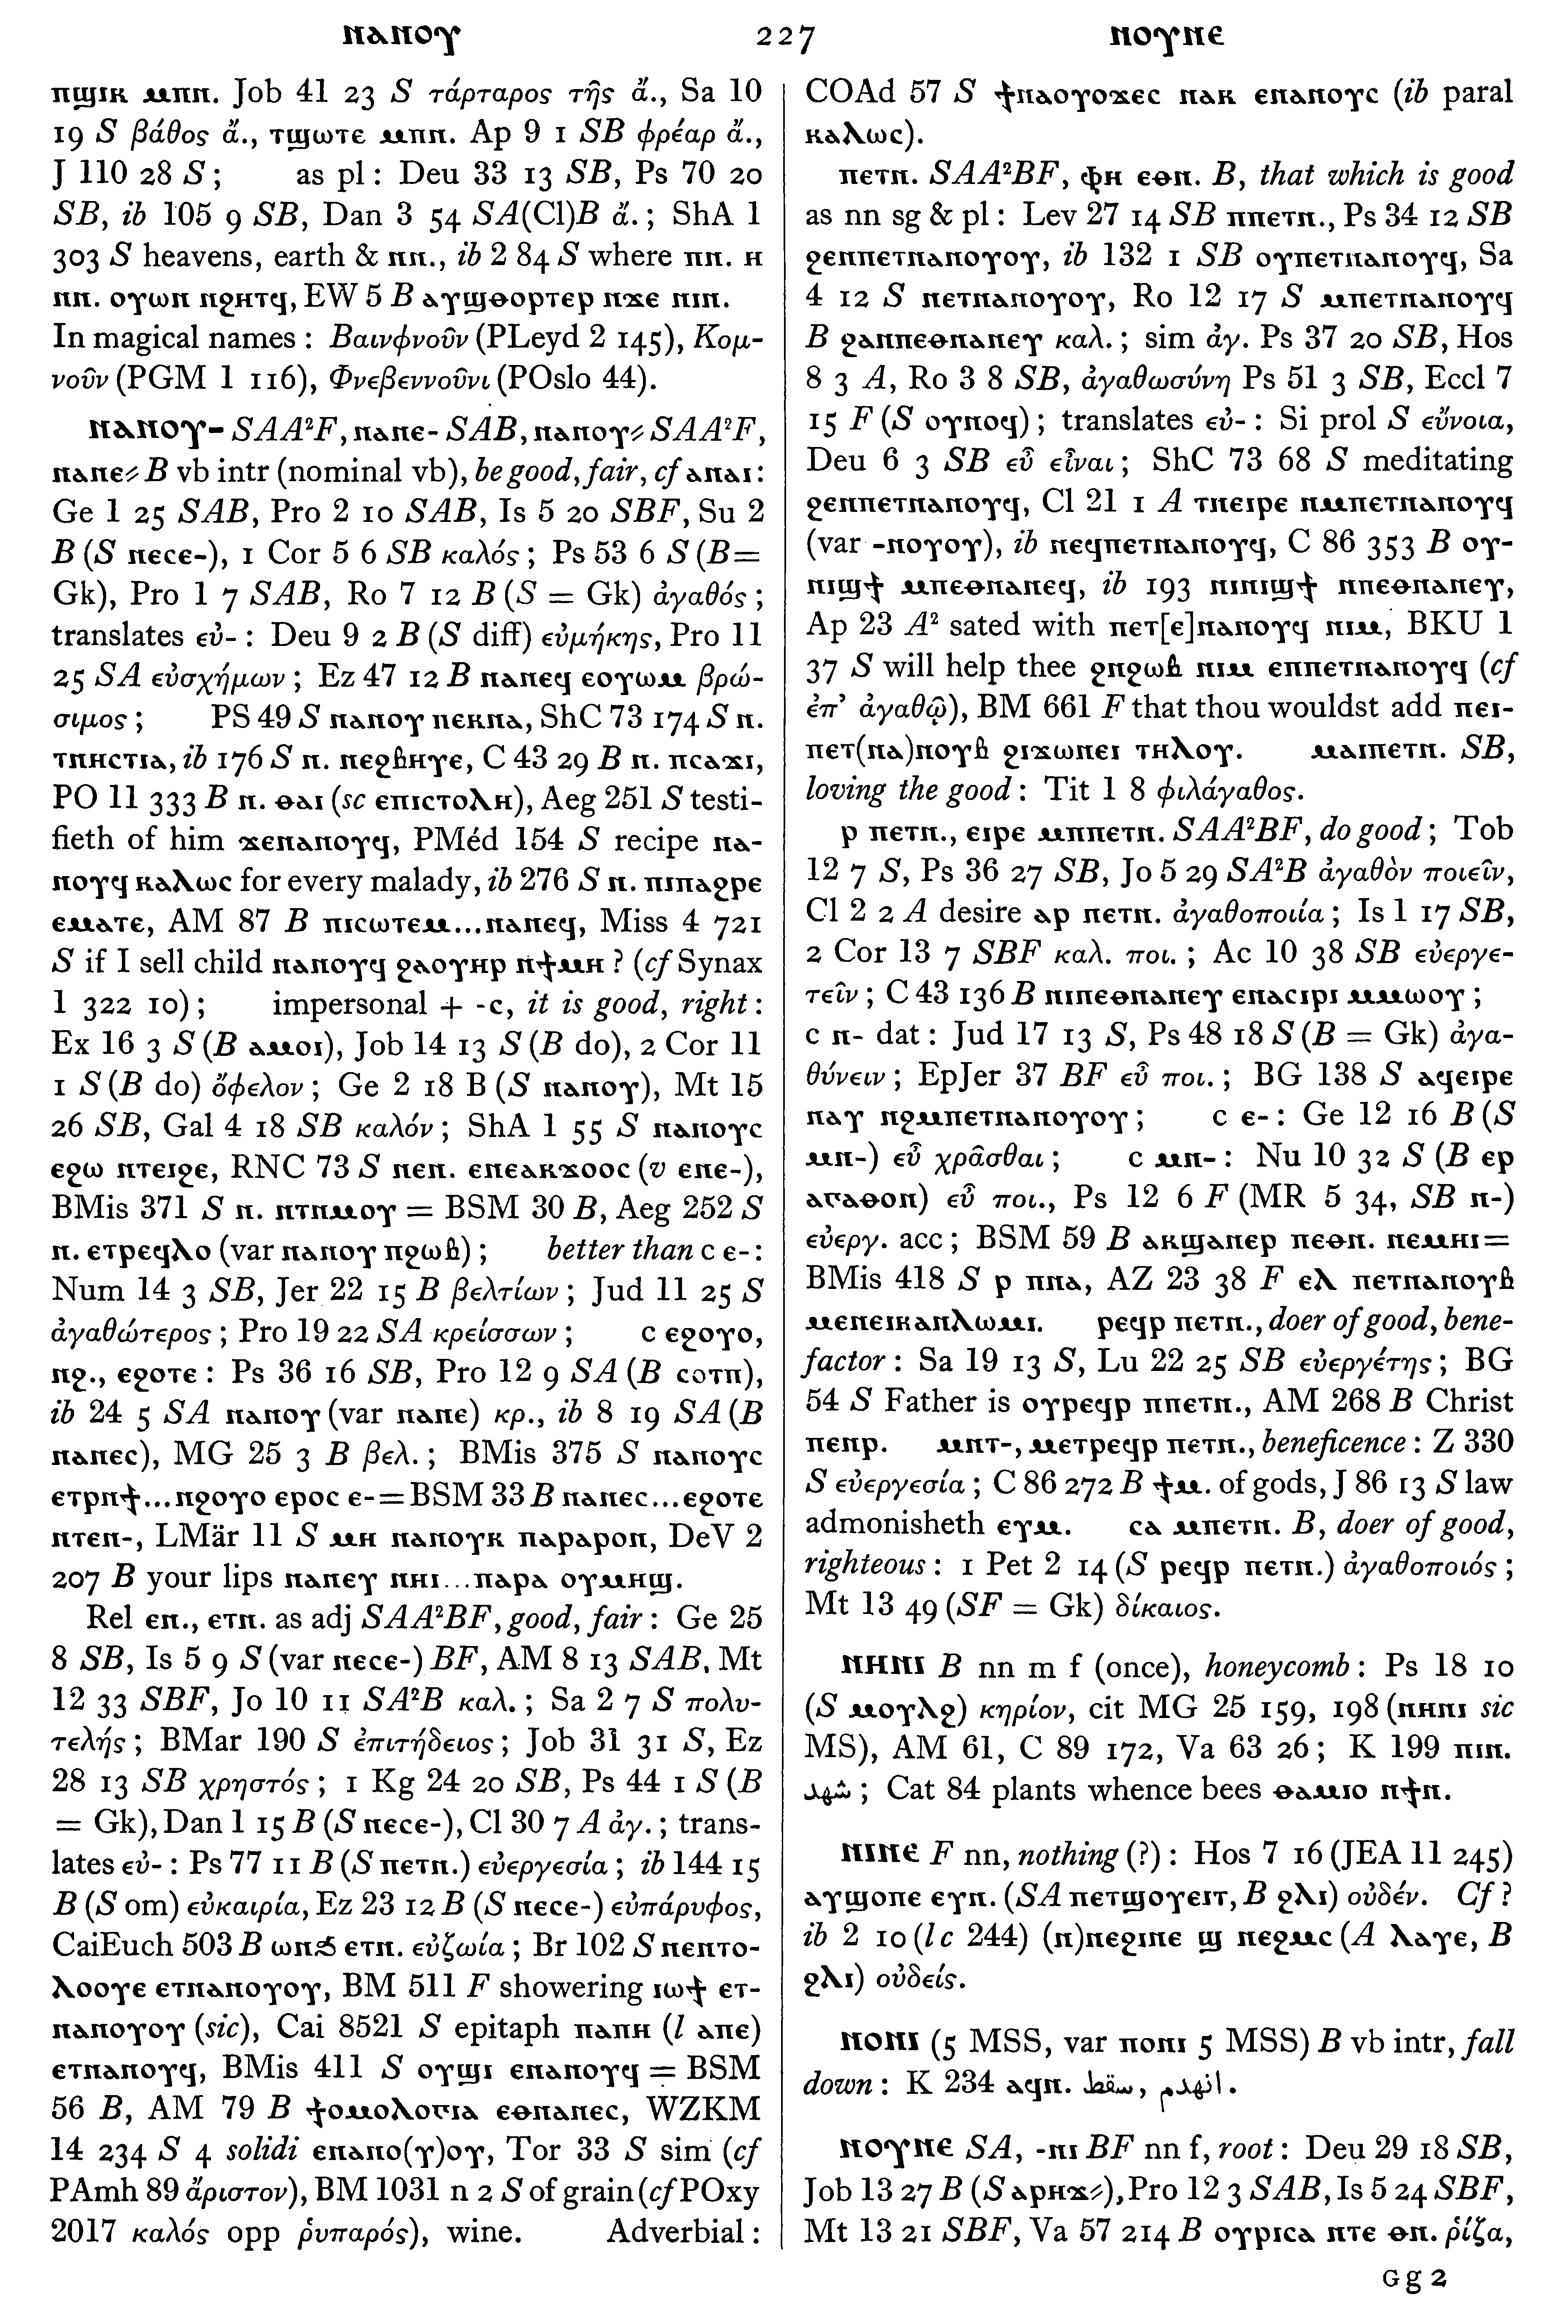 ⲛⲁⲛⲟⲩ 227 ⲛⲟⲩⲛⲉ
ⲡϣⲓⲕ ⲙⲡⲛ. Job 41 23 S τάρταρος τῆς ἄ., Sa 10
19 S βάθος ἄ., ⲧϣⲱⲧⲉ ⲙⲡⲛ. Ap 9 1 SB φρέαρ ἄ.,
J 110 28 S; as pl: Deu 33 13 SB, Ps 70 20
SB, ib 105 9 SB, Dan 3 54 SA(Cl)B ἄ.; ShA 1
303 S heavens, earth & ⲛⲛ., ib 2 84 S where ⲡⲛ. ⲏ
ⲛⲛ. ⲟⲩⲱⲛ ⲛϩⲏⲧϥ, EW 5 B ⲁⲩϣⲑⲟⲣⲧⲉⲣ ⲛϫⲉ ⲛⲓⲛ.
In magical names: Βαινφνοῦν (PLeyd 2 145), Κομ-
νοῦν (PGM 1 116), Φνεβεννοῦνι (POslo 44).
ⲛⲁⲛⲟⲩ- SAA²F, ⲛⲁⲛⲉ- SAB, ⲛⲁⲛⲟⲩ⸗ SAA²F,
ⲛⲁⲛⲉ⸗ B vb intr (nominal vb), be good, fair, cf ⲁⲛⲁⲓ:
Ge 1 25 SAB, Pro 2 10 SAB, Is 5 20 SBF, Su 2
B (S ⲛⲉⲥⲉ-), 1 Cor 5 6 SB καλός; Ps 53 6 S (B=
Gk), Pro 1 7 SAB, Ro 7 12 B (S = Gk) ἀγαθός;
translates εὐ-: Deu 9 2 B (S diff) εὐμήκης, Pro 11
25 SA εὐσχήμων; Ez 47 12 B ⲛⲁⲛⲉϥ ⲉⲟⲩⲱⲙ βρώ-
σιμος; PS 49 S ⲛⲁⲛⲟⲩ ⲡⲉⲕⲡⲛⲁ, ShC 73 174 S ⲛ.
ⲧⲛⲏⲥⲧⲓⲁ, ib 176 S ⲛ. ⲛⲉϩⲃⲏⲩⲉ, C 43 29 B ⲛ. ⲡⲥⲁϫⲓ,
PO 11 333 B ⲛ. ⲑⲁⲓ (sc ⲉⲡⲓⲥⲧⲟⲗⲏ), Aeg 251 S testi-
fieth of him ϫⲉⲛⲁⲛⲟⲩϥ, PMéd 154 S recipe ⲛⲁ-
ⲛⲟⲩϥ ⲕⲁⲗⲱⲥ for every malady, ib 276 S ⲛ. ⲡⲓⲡⲁϩⲣⲉ
ⲉⲙⲁⲧⲉ, AM 87 B ⲡⲓⲥⲱⲧⲉⲙ...ⲛⲁⲛⲉϥ, Miss 4 721
S if I sell child ⲛⲁⲛⲟⲩϥ ϩⲁⲟⲩⲏⲣ ⲛϯⲙⲏ? (cf Synax
1 322 10); impersonal + -ⲥ, it is good, right:
Ex 16 3 S (B ⲁⲙⲟⲓ), Job 14 13 S (B do), 2 Cor 11
1 S (B do) ὄφελον; Ge 2 18 B (S ⲛⲁⲛⲟⲩ), Mt 15
26 SB, Gal 4 18 SB καλόν; ShA 1 55 S ⲛⲁⲛⲟⲩⲥ
ⲉϩⲱ ⲛⲧⲉⲓϩⲉ, RNC 73 S ⲛⲉⲛ. ⲉⲛⲉⲁⲕϫⲟⲟⲥ (v ⲉⲛⲉ-),
BMis 371 S ⲛ. ⲛⲧⲛⲙⲟⲩ = BSM 30 B, Aeg 252 S
ⲛ. ⲉⲧⲣⲉϥⲗⲟ (var ⲛⲁⲛⲟⲩ ⲡϩⲱⲃ); better than c ⲉ-:
Num 14 3 SB, Jer 22 15 B βελτίων; Jud 11 25 S
ἀγαθώτερος; Pro 19 22 SA κρείσσων; c ⲉϩⲟⲩⲟ,
ⲛϩ., ⲉϩⲟⲧⲉ: Ps 36 16 SB, Pro 12 9 SA (B ⲥⲟⲧⲡ),
ib 24 5 SA ⲛⲁⲛⲟⲩ (var ⲛⲁⲛⲉ) κρ., ib 8 19 SA (B
ⲛⲁⲛⲉⲥ), MG 25 3 B βελ.; BMis 375 S ⲛⲁⲛⲟⲩⲥ
ⲉⲧⲣⲛϯ...ⲛϩⲟⲩⲟ ⲉⲣⲟⲥ ⲉ-=BSM 33 B ⲛⲁⲛⲉⲥ...ⲉϩⲟⲧⲉ
ⲛⲧⲉⲛ-, LMär 11 S ⲙⲏ ⲛⲁⲛⲟⲩⲕ ⲡⲁⲣⲁⲣⲟⲛ, DeV 2
207 B your lips ⲛⲁⲛⲉⲩ ⲛⲏⲓ...ⲡⲁⲣⲁ ⲟⲩⲙⲏϣ.
Rel ⲉⲛ., ⲉⲧⲛ. as adj SAA²BF, good, fair: Ge 25
8 SB, Is 5 9 S (var ⲛⲉⲥⲉ-) BF, AM 8 13 SAB, Mt
12 33 SBF, Jo 10 11 SA²B καλ.; Sa 2 7 S πολυ-
τελής; BMar 190 S ἐπιτήδειος; Job 31 31 S, Ez
28 13 SB χρηστός; 1 Kg 24 20 SB, Ps 44 1 S (B
= Gk), Dan 1 15 B (S ⲛⲉⲥⲉ-), Cl 30 7 A ἀγ.; trans-
lates εὐ-: Ps 77 11 B (S ⲡⲉⲧⲛ.) εὐεργεσία; ib 144 15
B (S om) εὐκαιρία, Ez 23 12 B (S ⲛⲉⲥⲉ-) εὐπάρυφος,
CaiEuch 503 B ⲱⲛϧ ⲉⲧⲛ. εὐζωία; Br 102 S ⲛⲉⲛⲧⲟ-
ⲗⲟⲟⲩⲉ ⲉⲧⲛⲁⲛⲟⲩⲟⲩ, BM 511 F showering ⲓⲱϯ ⲉⲧ-
ⲛⲁⲛⲟⲩⲟⲩ (sic), Cai 8521 S epitaph ⲡⲁⲡⲏ (l ⲁⲡⲉ)
ⲉⲧⲛⲁⲛⲟⲩϥ, BMis 411 S ⲟⲩϣⲓ ⲉⲛⲁⲛⲟⲩϥ = BSM
56 B, AM 79 B ϯⲟⲙⲟⲗⲟⲅⲓⲁ ⲉⲑⲛⲁⲛⲉⲥ, WZKM
14 234 S 4 solidi ⲉⲛⲁⲛⲟ(ⲩ)ⲟⲩ, Tor 33 S sim (cf
PAmh 89 ἄριστον), BM 1031 n 2 S of grain (cf POxy
2017 καλός opp ῥυπαρός), wine. Adverbial:
COAd 57 S ϯⲛⲁⲟⲩⲟϫⲉⲥ ⲛⲁⲕ ⲉⲛⲁⲛⲟⲩⲥ (ib paral
ⲕⲁⲗⲱⲥ).
ⲡⲉⲧⲛ. SAA²BF, ⲫⲏ ⲉⲑⲛ. B, that which is good
as nn sg & pl: Lev 27 14 SB ⲡⲡⲉⲧⲛ., Ps 34 12 SB
ϩⲉⲛⲡⲉⲧⲛⲁⲛⲟⲩⲟⲩ, ib 132 1 SB ⲟⲩⲡⲉⲧⲛⲁⲛⲟⲩϥ, Sa
4 12 S ⲡⲉⲧⲛⲁⲛⲟⲩⲟⲩ, Ro 12 17 S ⲙⲡⲉⲧⲛⲁⲛⲟⲩϥ
B ϩⲁⲛⲡⲉⲑⲛⲁⲛⲉⲩ καλ.; sim ἀγ. Ps 37 20 SB, Hos
8 3 A, Ro 3 8 SB, ἀγαθωσύνη Ps 51 3 SB, Eccl 7
15 F (S ⲟⲩⲛⲟϥ); translates εὐ-: Si prol S εὔνοια,
Deu 6 3 SB εὖ εἶναι; ShC 73 68 S meditating
ϩⲉⲛⲡⲉⲧⲛⲁⲛⲟⲩϥ, Cl 21 1 A ⲧⲛⲉⲓⲣⲉ ⲛⲙⲡⲉⲧⲛⲁⲛⲟⲩϥ
(var -ⲛⲟⲩⲟⲩ), ib ⲛⲉϥⲡⲉⲧⲛⲁⲛⲟⲩϥ, C 86 353 B ⲟⲩ-
ⲛⲓϣϯ ⲙⲡⲉⲑⲛⲁⲛⲉϥ, ib 193 ⲛⲓⲛⲓϣϯ ⲙⲡⲉⲑⲛⲁⲛⲉⲩ,
Ap 23 A² sated with ⲡⲉⲧ[ⲉ]ⲛⲁⲛⲟⲩϥ ⲛⲓⲙ, BKU 1
37 S will help thee ϩⲛϩⲱⲃ ⲛⲓⲙ ⲉⲡⲡⲉⲧⲛⲁⲛⲟⲩϥ (cf
ἐπ' ἀγαθῷ), BM 661 F that thou wouldst add ⲡⲉⲓ-
ⲡⲉⲧ(ⲛⲁ)ⲛⲟⲩⲃ ϩⲓϫⲱⲡⲉⲓ ⲧⲏⲗⲟⲩ. ⲙⲁⲓⲡⲉⲧⲛ. SB,
loving the good: Tit 1 8 φιλάγαθος.
ⲣ ⲡⲉⲧⲛ., ⲉⲓⲣⲉ ⲙⲡⲡⲉⲧⲛ. SAA²BF, do good; Tob
12 7 S, Ps 36 27 SB, Jo 5 29 SA²B ἀγαθὸν ποιεῖν,
Cl 2 2 A desire ⲁⲣ ⲡⲉⲧⲛ. ἀγαθοποιία; Is 1 17 SB,
2 Cor 13 7 SBF καλ. ποι.; Ac 10 38 SB εὐεργε-
τεῖν; C 43 136 B ⲛⲓⲡⲉⲑⲛⲁⲛⲉⲩ ⲉⲛⲁⲥⲓⲣⲓ ⲙⲙⲱⲟⲩ;
c ⲛ- dat: Jud 17 13 S, Ps 48 18 S (B = Gk) ἀγα-
θύνειν; EpJer 37 BF εὖ ποι.; BG 138 S ⲁϥⲉⲓⲣⲉ
ⲛⲁⲩ ⲛϩⲙⲡⲉⲧⲛⲁⲛⲟⲩⲟⲩ; c ⲉ-: Ge 12 16 B (S
ⲙⲛ-) εὖ χρᾶσθαι; c ⲙⲛ-: Nu 10 32 S (B ⲉⲣ
ⲁⲅⲁⲑⲟⲛ) εὖ ποι., Ps 12 6 F (MR 5 34, SB ⲛ-)
εὐεργ. acc; BSM 59 B ⲁⲕϣⲁⲛⲉⲣ ⲡⲉⲑⲛ. ⲛⲉⲙⲏⲓ=
BMis 418 S ⲣ ⲡⲛⲁ, AZ 23 38 F ⲉⲗ ⲡⲉⲧⲛⲁⲛⲟⲩⲃ
ⲙⲉⲛⲉⲓⲕⲁⲡⲗⲱⲙⲓ. ⲣⲉϥⲣ ⲡⲉⲧⲛ., doer of good, bene-
factor: Sa 19 13 S, Lu 22 25 SB εὐεργέτης; BG
54 S Father is ⲟⲩⲣⲉϥⲣ ⲡⲡⲉⲧⲛ., AM 268 B Christ
ⲡⲉⲛⲣ. ⲙⲛⲧ-, ⲙⲉⲧⲣⲉϥⲣ ⲡⲉⲧⲛ., beneficence: Z 330
S εὐεργεσία; C 86 272 B ϯⲙ. of gods, J 86 13 S law
admonisheth ⲉⲩⲙ. ⲥⲁ ⲙⲡⲉⲧⲛ. B, doer of good,
righteous: 1 Pet 2 14 (S ⲣⲉϥⲣ ⲡⲉⲧⲛ.) ἀγαθοποιός;
Mt 13 49 (SF = Gk) δίκαιος.
ⲛⲏⲛⲓ B nn m f (once), honeycomb: Ps 18 10
(S ⲙⲟⲩⲗϩ) κηρίον, cit MG 25 159, 198 (ⲡⲏⲛⲓ sic
MS), AM 61, C 89 172, Va 63 26; K 199 ⲡⲓⲛ.
شهد; Cat 84 plants whence bees ⲑⲁⲙⲓⲟ ⲛϯⲛ.
ⲛⲓⲛⲉ F nn, nothing (?): Hos 7 16 (JEA 11 245)
ⲁⲩϣⲟⲡⲉ ⲉⲩⲛ. (SA ⲡⲉⲧϣⲟⲩⲉⲓⲧ, B ϩⲗⲓ) οὐδέν. Cf?
ib 2 10 (lc 244) (ⲛ)ⲛⲉϩⲓⲛⲉ ϣ ⲛⲉϩⲙⲥ (A ⲗⲁⲩⲉ, B
ϩⲗⲓ) οὐδείς.
ⲛⲟⲛⲓ (5 MSS, var ⲡⲟⲛⲓ 5 MSS) B vb intr, fall
down: K 234 ⲁϥⲛ. سقط, انهدم.
ⲛⲟⲩⲛⲉ SA, -ⲛⲓ BF nn f, root: Deu 29 18 SB,
Job 13 27 B (S ⲁⲣⲏϫ⸗), Pro 12 3 SAB, Is 5 24 SBF,
Mt 13 21 SBF, Va 57 214 B ⲟⲩⲣⲓⲥⲁ ⲛⲧⲉ ⲑⲛ. ῥίζα,
Gg2